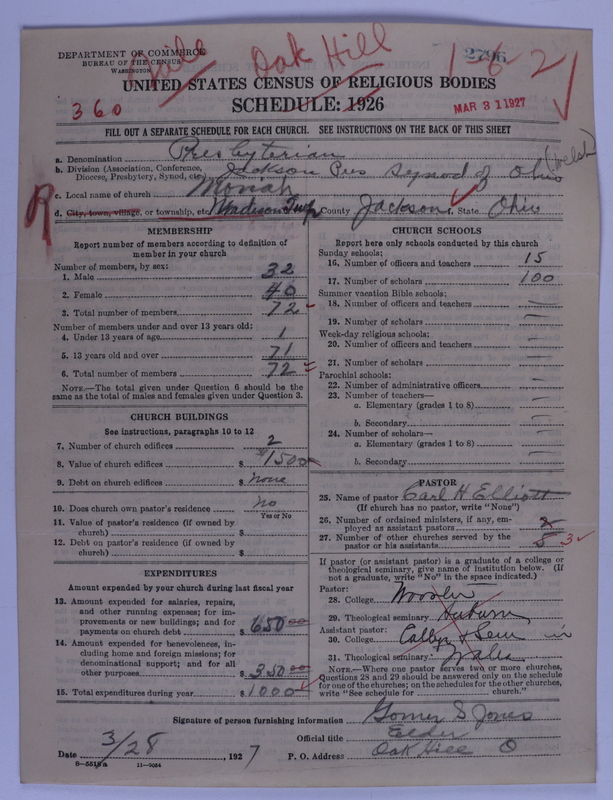 DEPARTMENT OF COMMERCE
BUREAU OF THE CENSUS
WASHINGTON
Oak Hill
2796
1-6-21
UNITED STATES CENSUS OF RELIGIOUS BODIES
360
SCHEDULE: 1926
MAR 31 1927
FILL OUT A SEPARATE SCHEDULE FOR EACH CHURCH. SEE INSTRUCTIONS ON THE BACK OF THIS SHEET
a. Denomination Presbyterian
b. Division (Association, Conference, Diocese, Presbytery, Synod, etc.) Jackson Pres Synod of Ohio (Welsh)
c. Local name of church Moriah
R
d. City, town, village, or township, etc. Madison Twp County Jackson State Ohio
MEMBERSHIP
Report number of members according to definition of
member in your church
Number of members, by sex:
1. Male 32
2. Female 40
3. Total number of members 72
Number of members under and over 13 years old:
4. Under 13 years of age 1
5. 13 years old and over 71
6. Total number of members 72
NOTE.—The total given under Question 6 should be the
same as the total of males and females given under Question 3.
CHURCH BUILDINGS
See instructions, paragraphs 10 to 12
7. Number of church edifices 2
8. Value of church edifices $ 1500
9. Debt on church edifices $ none
10. Does church own pastor's residence No
Yes or No
11. Value of pastor's residence (if owned by
church) $
12. Debt on pastor's residence (if owned by
church) $
EXPENDITURES
Amount expended by your church during last fiscal year
13. Amount expended for salaries, repairs,
and other running expenses; for im-
provements or new buildings; and for
payments on church debt $ 650.00
14. Amount expended for benevolences, in-
cluding home and foreign missions; for
denominational support; and for all
other purposes $ 350.00
15. Total expenditures during year $ 1000
CHURCH SCHOOLS
Report here only schools conducted by this church
Sunday schools:
16. Number of officers and teachers 15
17. Number of scholars 100
Summer vacation Bible schools:
18. Number of officers and teachers —
19. Number of scholars —
Week-day religious schools:
20. Number of officers and teachers —
21. Number of scholars —
Parochial schools:
22. Number of administrative officers —
23. Number of teachers—
a. Elementary (grades 1 to 8) —
b. Secondary —
24. Number of scholars—
a. Elementary (grades 1 to 8) —
b. Secondary —
PASTOR
25. Name of pastor Carl H Elliott
(If church has no pastor, write "None")
26. Number of ordained ministers, if any, em-
ployed as assistant pastors
27. Number of other churches served by the
pastor or his assistants 5 3
If pastor (or assistant pastor) is a graduate of a college or
theological seminary, give name of institution below. (If
not a graduate, write "No" in the space indicated.)
Pastor:
28. College Wooster
29. Theological seminary Auburn
Assistant pastor:
30. College Colleg & Sem in
31. Theological seminary Wales
NOTE.—Where one pastor serves two or more churches,
Questions 28 and 29 should be answered only on the schedule
for one of the churches; on the schedules for the other churches,
write "See schedule for church."
Signature of person furnishing information Gomer S Jones
Official title Elder
Date 3/28, 1927 P. O. Address Oak Hill O
8—5518a 11—9064